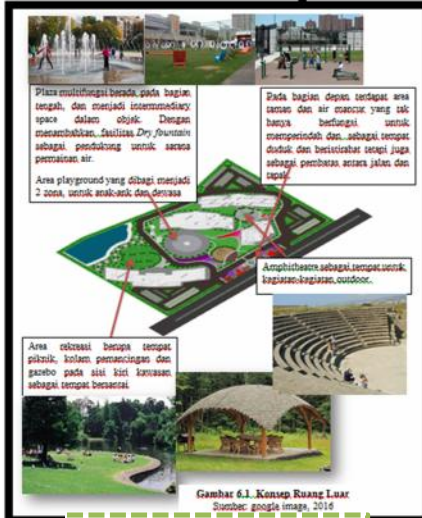 Plaza multifungsi berada, pada bagian
tengah, dan menjadi intermmediary
space dalam objek. Dengan
menambahkan, fasilitas Dry fountain
sebagai pendukung untuk sarana
permainan air.
Area playground yang dibagi menjadi
2 zona, untuk anak-ank dan dewasa
Pada bagian depan terdapat area
taman dan air mancur yang tak
hanya berfungsi untuk
memperindah dan sebagai tempat
duduk dan beristirahat tetapi juga
sebagai pembatas antara jalan dan
tapak.
Amphitheatre sebagai tempat untuk
kegiatan-kegiatan outdoor.
Area rekreasi berupa tempat
piknik, kolam pemancingan dan
gazebo pada sisi kiri kawasan
sebagai tempat bersantai
Gambar 6.1 Konsep Ruang Luar
Sumber: google image, 2016